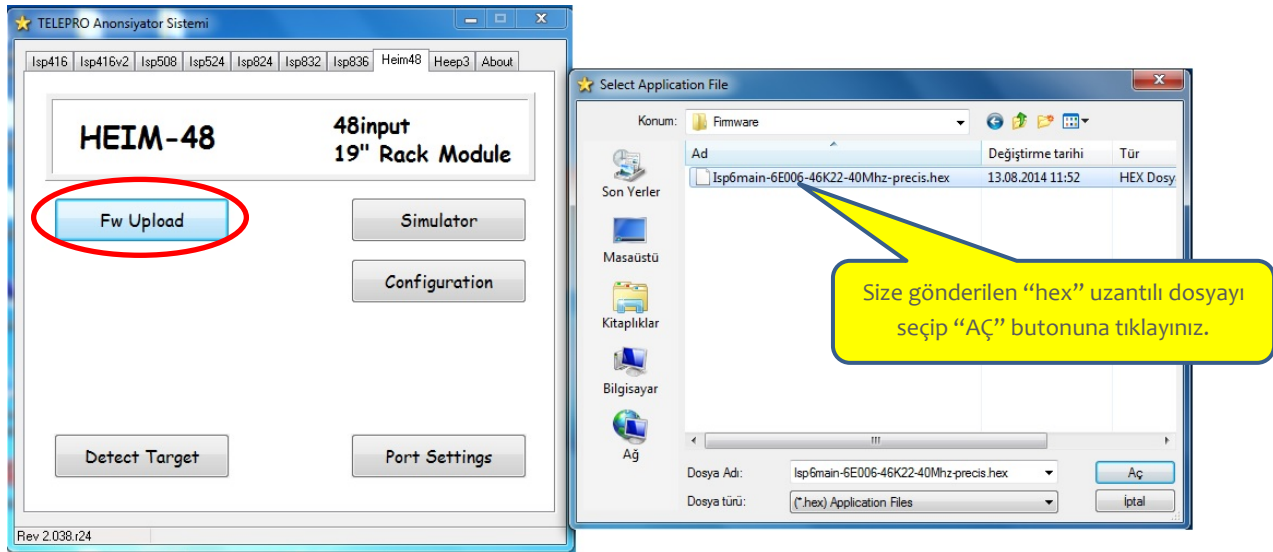 TELEPRO Anonsiyator Sistemi
Isp416 Isp416v2 Isp508 Isp524 Isp824 Isp832 Isp836 Heim48 Heep3 About
HEIM-48
48input
19" Rack Module
Fw Upload
Simulator
Configuration
Detect Target
Port Settings
Rev 2.038.r24
Select Application File
Konum: Firmware
Ad Değiştirme tarihi Tür
Isp6main-6E006-46K22-40Mhz-precis.hex 13.08.2014 11:52 HEX Dosy
Son Yerler
Masaüstü
Kitaplıklar
Bilgisayar
Ağ
Size gönderilen “hex” uzantılı dosyayı
seçip “AÇ” butonuna tıklayınız.
Dosya Adı: Isp6main-6E006-46K22-40Mhz-precis.hex Aç
Dosya türü: (*.hex) Application Files İptal